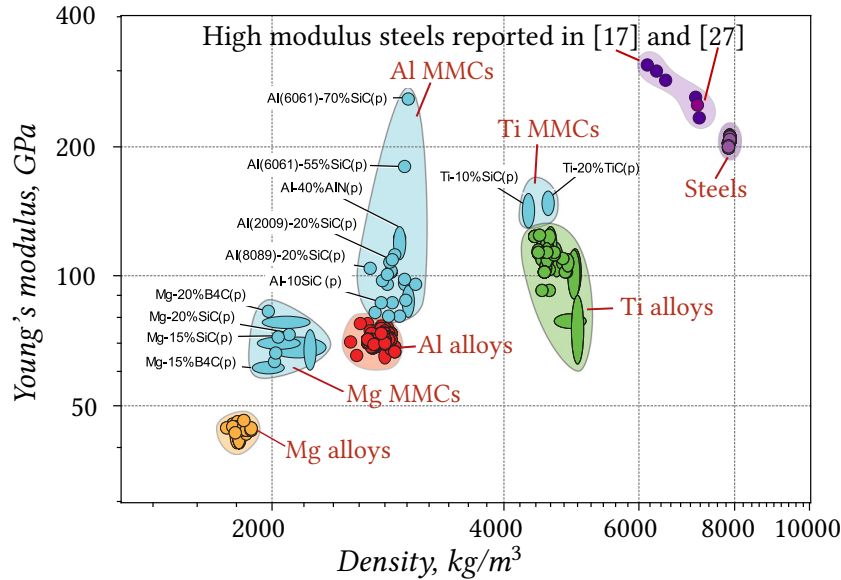 400
High modulus steels reported in [17] and [27]
Al MMCs
Al(6061)-70%SiC(p)
Ti MMCs
200
Al(6061)-55%SiC(p)
Ti-10%SiC(p)
Ti-20%TiC(p)
Steels
Al-40%AlN(p)
Al(2009)-20%SiC(p)
Al(8089)-20%SiC(p)
100
Al-10SiC (p)
Mg-20%B4C(p)
Mg-20%SiC(p)
Mg-15%SiC(p)
Mg-15%B4C(p)
Ti alloys
Al alloys
Mg MMCs
50
Mg alloys
Young's modulus, GPa
2000
4000
6000
8000
10000
Density, kg/m³